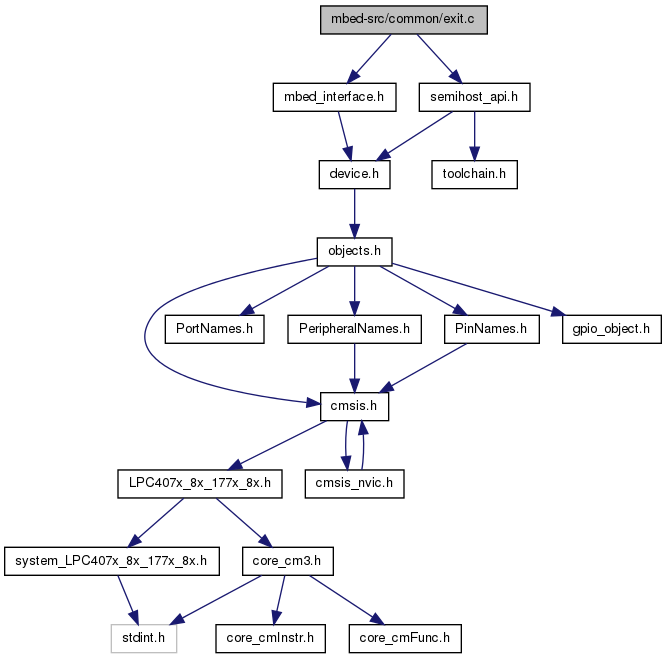 mbed-src/common/exit.c
mbed_interface.h
semihost_api.h
device.h
toolchain.h
objects.h
PortNames.h
PeripheralNames.h
PinNames.h
gpio_object.h
cmsis.h
LPC407x_8x_177x_8x.h
cmsis_nvic.h
system_LPC407x_8x_177x_8x.h
core_cm3.h
stdint.h
core_cmInstr.h
core_cmFunc.h